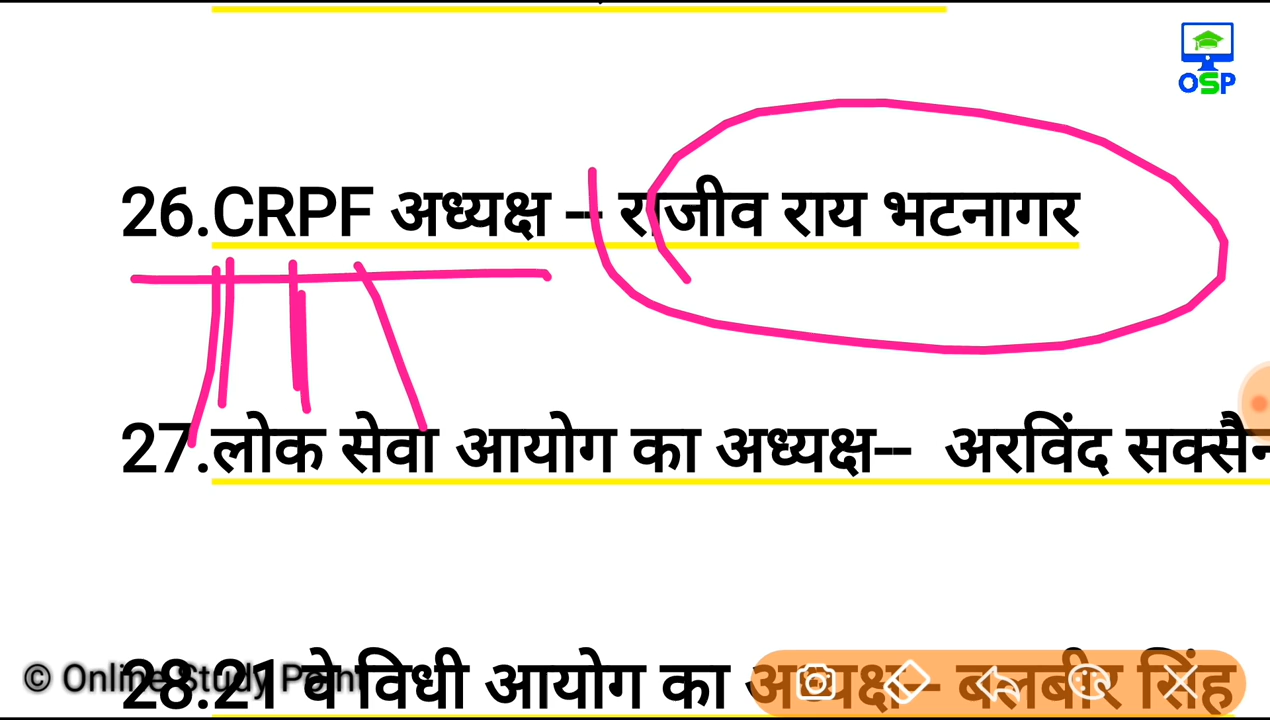 OSP
26.CRPF अध्यक्ष -- राजीव राय भटनागर
27.लोक सेवा आयोग का अध्यक्ष-- अरविंद
28.21 वे विधी आयोग का अध्यक्ष- बलबीर सिंह
© Online Study Point